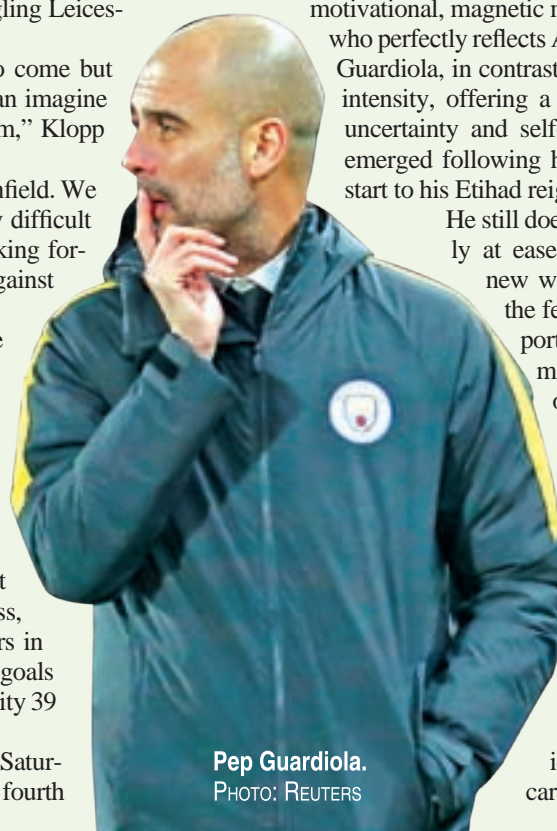 gling Leices-
o come but
an imagine
m,” Klopp
nfield. We
difficult
king for-
gainst
e
t
ss,
rs in
goals
ity 39
Satur-
fourth
motivational, magnetic
who perfectly reflects A
Guardiola, in contrast
intensity, offering a
uncertainty and self
emerged following h
start to his Etihad reig
He still doe
ly at ease
new w
the fe
port
m
i
car
Pep Guardiola.
PHOTO: REUTERS